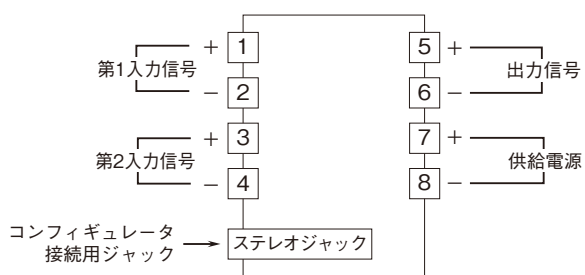 第1入力信号
+ 1
− 2
第2入力信号
+ 3
− 4
5 +
6 −
出力信号
7 +
8 −
供給電源
コンフィギュレータ
接続用ジャック
ステレオジャック